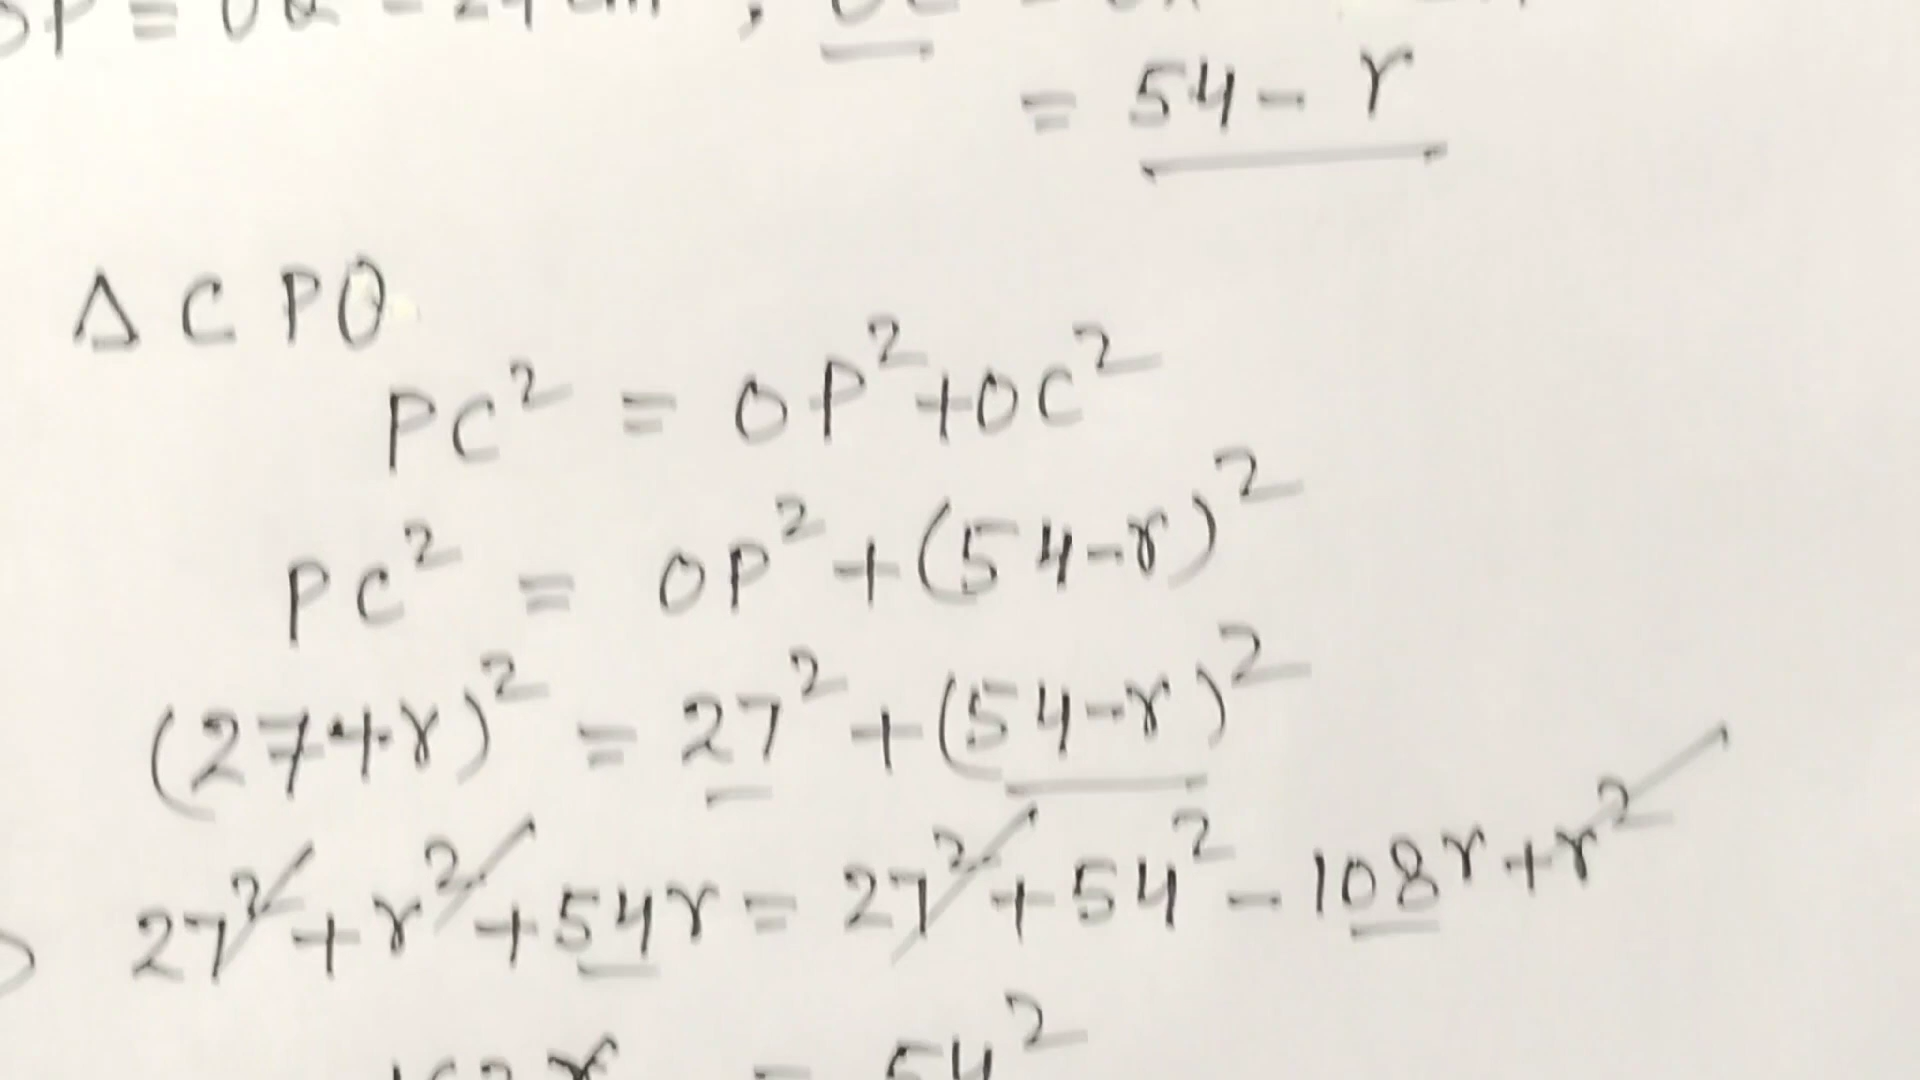 = 54 - r
Δ CPO
PC² = OP² + OC²
PC² = OP² + (54-r)²
(27+r)² = 27² + (54-r)²
27² + r² + 54r = 27² + 54² - 108r + r²
= 54²